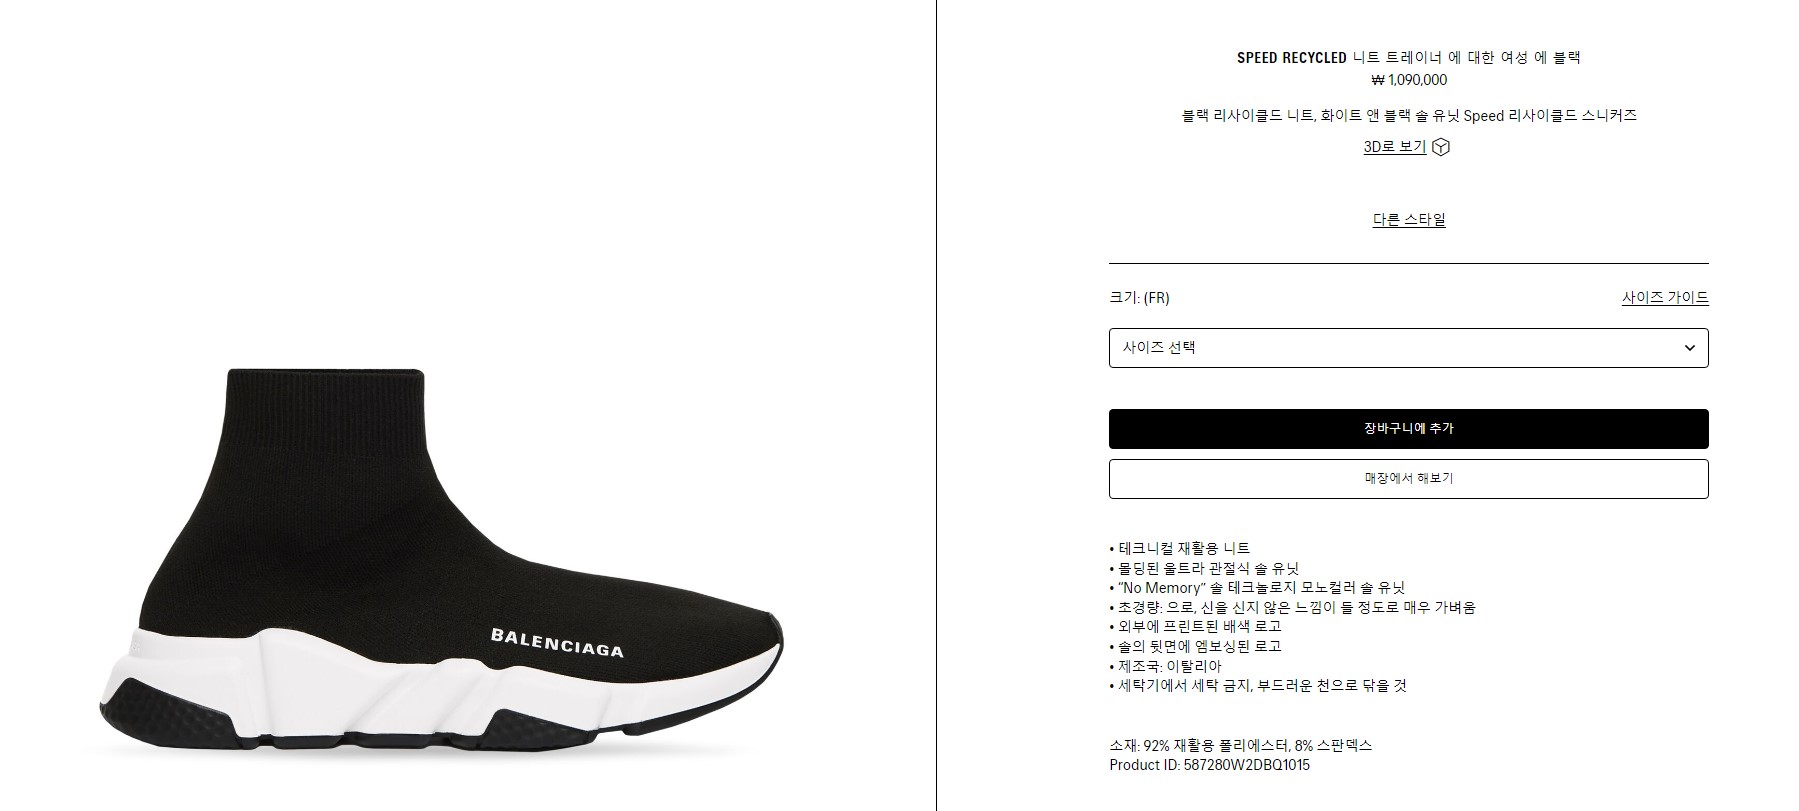 BALENCIAGA
SPEED RECYCLED 니트 트레이너 에 대한 여성 에 블랙
₩ 1,090,000
블랙 리사이클드 니트, 화이트 앤 블랙 솔 유닛 Speed 리사이클드 스니커즈
3D로 보기
다른 스타일
크기: (FR)
사이즈 가이드
사이즈 선택
장바구니에 추가
매장에서 해보기
• 테크니컬 재활용 니트
• 몰딩된 울트라 관절식 솔 유닛
• “No Memory” 솔 테크놀로지 모노컬러 솔 유닛
• 초경량: 으로, 신을 신지 않은 느낌이 들 정도로 매우 가벼움
• 외부에 프린트된 배색 로고
• 솔의 뒷면에 엠보싱된 로고
• 제조국: 이탈리아
• 세탁기에서 세탁 금지, 부드러운 천으로 닦을 것
소재: 92% 재활용 폴리에스터, 8% 스판덱스
Product ID: 587280W2DBQ1015